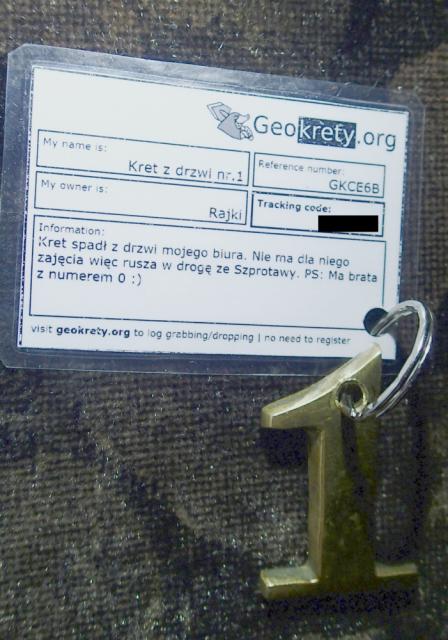 Geokrety.org
My name is:
Kret z drzwi nr.1
Reference number:
GKCE6B
My owner is:
Rajki
Tracking code:
Information:
Kret spadł z drzwi mojego biura. Nie ma dla niego
zajęcia więc rusza w drogę ze Szprotawy. PS: Ma brata
z numerem 0 :)
visit geokrety.org to log grabbing/dropping | no need to register
1